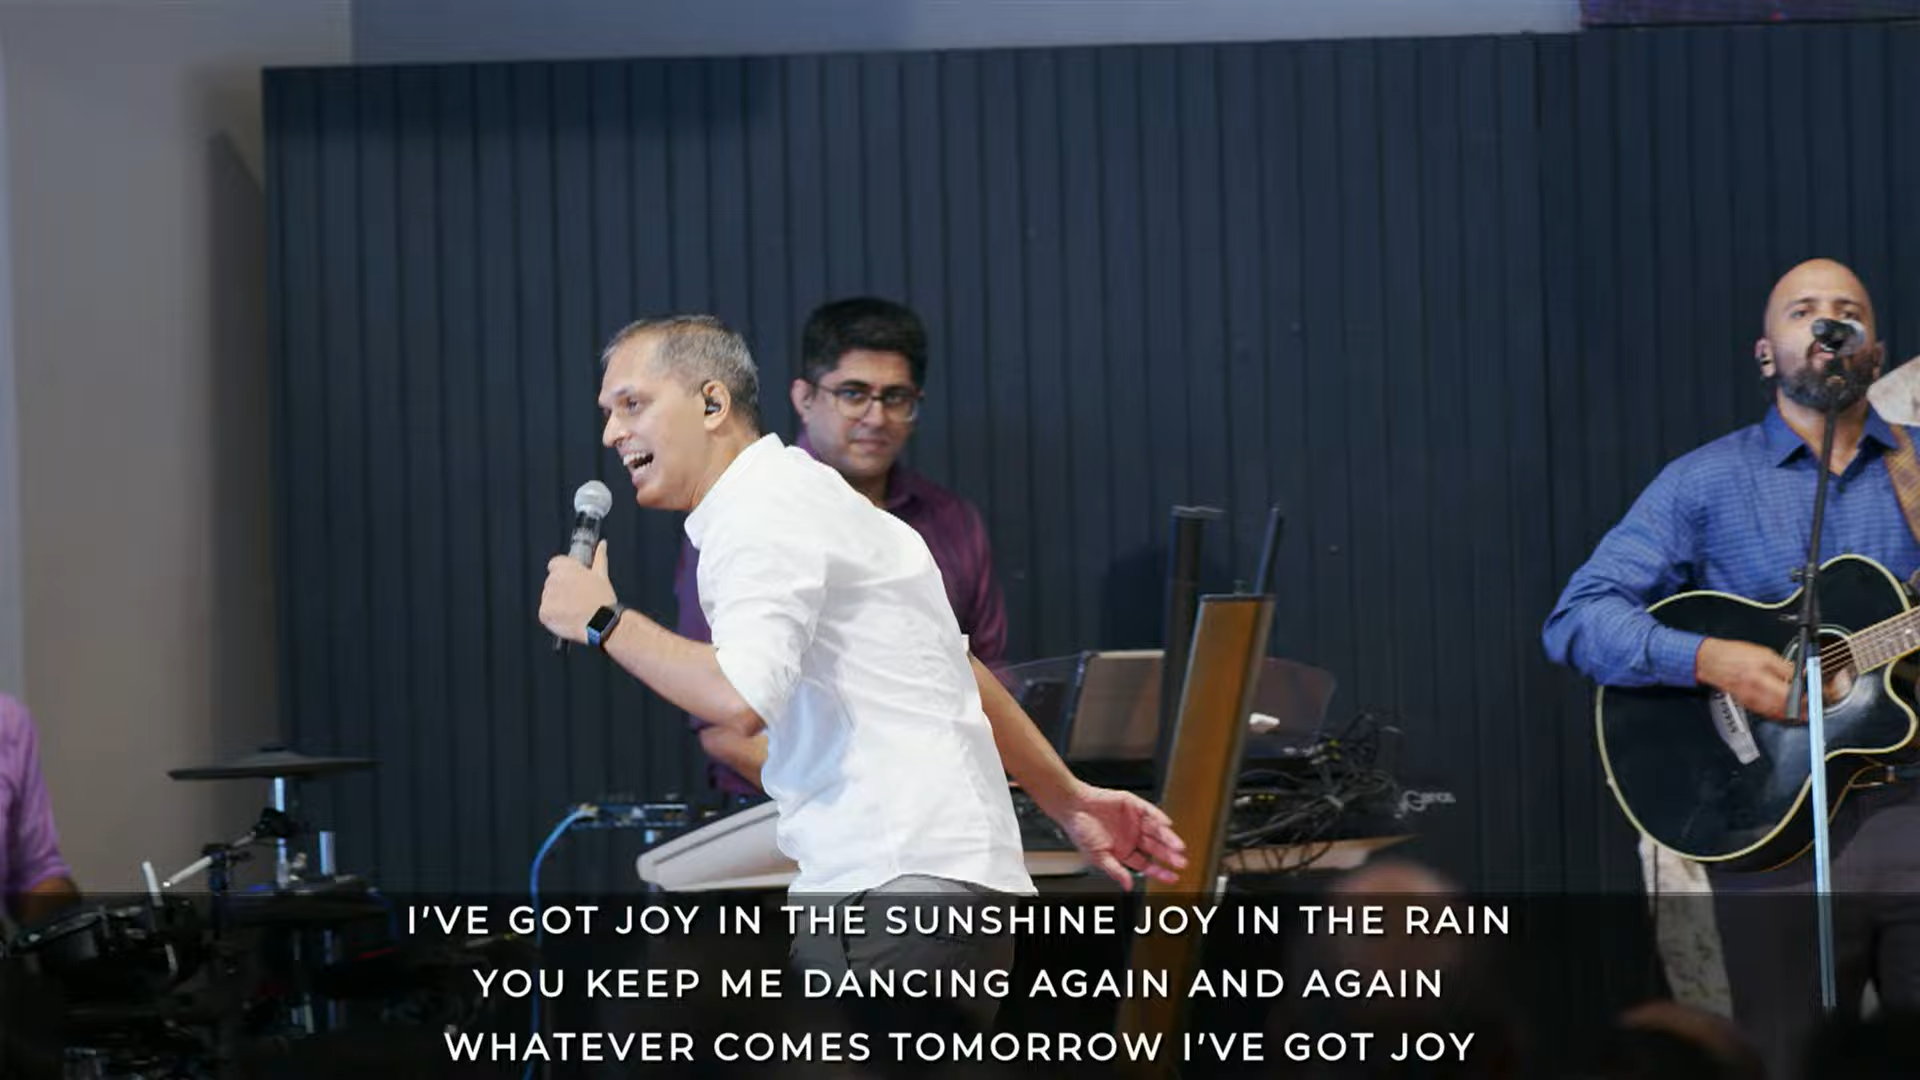 I'VE GOT JOY IN THE SUNSHINE JOY IN THE RAIN
YOU KEEP ME DANCING AGAIN AND AGAIN
WHATEVER COMES TOMORROW I'VE GOT JOY
Genos